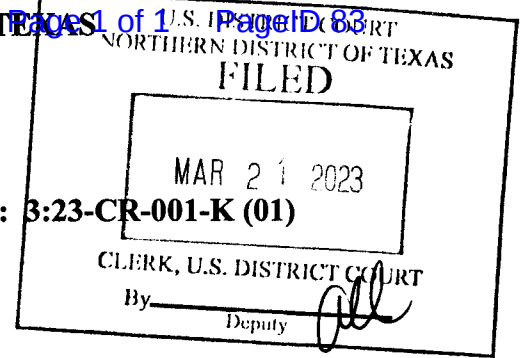 TEXAS
Page 1 of 1 PageID 83
U.S. DISTRICT COURT
NORTHERN DISTRICT OF TEXAS
FILED
MAR 21 2023
: 3:23-CR-001-K (01)
CLERK, U.S. DISTRICT COURT
By
Deputy